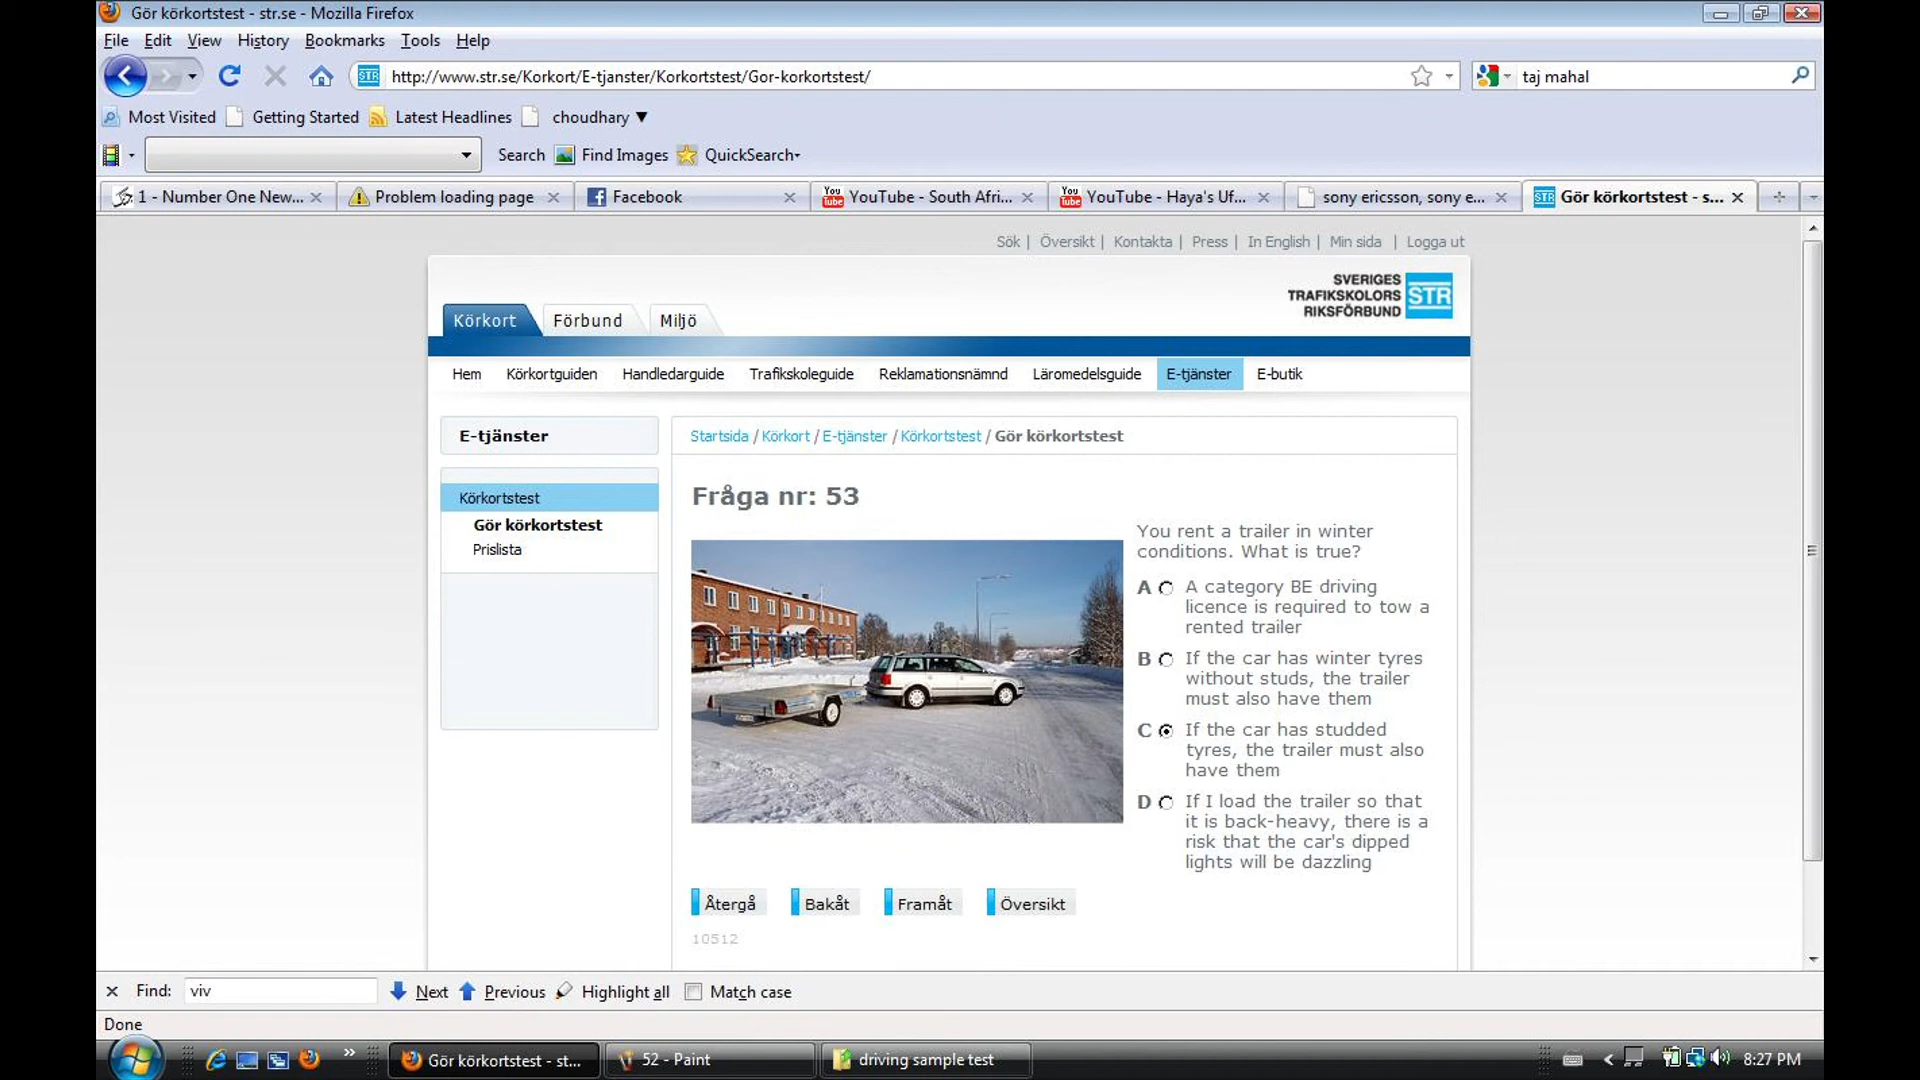 Gör körkortstest - str.se - Mozilla Firefox
File Edit View History Bookmarks Tools Help
http://www.str.se/Korkort/E-tjanster/Korkortstest/Gor-korkortstest/
taj mahal
Most Visited Getting Started Latest Headlines choudhary ▼
Search Find Images QuickSearch
1 - Number One New... Problem loading page Facebook YouTube - South Afri... YouTube - Haya's Uf... sony ericsson, sony e... Gör körkortstest - s...
Sök | Översikt | Kontakta | Press | In English | Min sida | Logga ut
SVERIGES
TRAFIKSKOLORS
RIKSFÖRBUND
STR
Körkort Förbund Miljö
Hem Körkortguiden Handledarguide Trafikskoleguide Reklamationsnämnd Läromedelsguide E-tjänster E-butik
E-tjänster
Startsida / Körkort / E-tjänster / Körkortstest / Gör körkortstest
Körkortstest
Gör körkortstest
Prislista
Fråga nr: 53
You rent a trailer in winter
conditions. What is true?
A A category BE driving
licence is required to tow a
rented trailer
B If the car has winter tyres
without studs, the trailer
must also have them
C If the car has studded
tyres, the trailer must also
have them
D If I load the trailer so that
it is back-heavy, there is a
risk that the car's dipped
lights will be dazzling
Återgå Bakåt Framåt Översikt
10512
Find: viv Next Previous Highlight all Match case
Done
Gör körkortstest - st... 52 - Paint driving sample test 8:27 PM